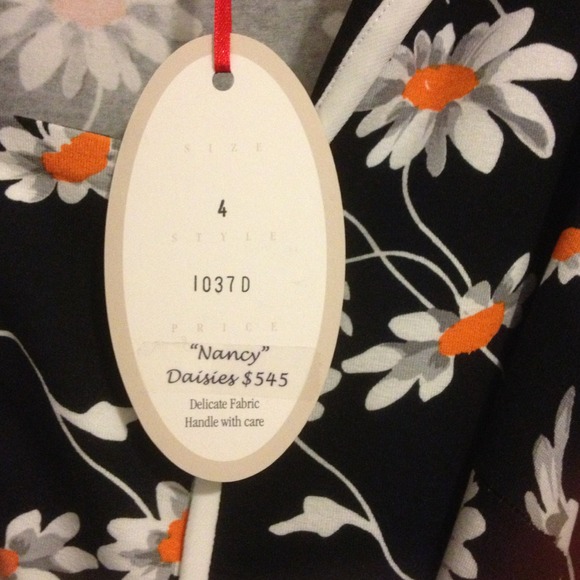 SIZE
4
STYLE
1037D
PRICE
"Nancy"
Daisies $545
Delicate Fabric
Handle with care